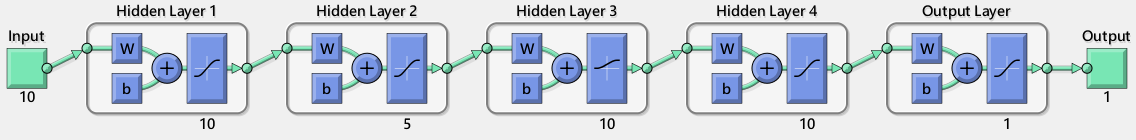 Hidden Layer 1 Hidden Layer 2 Hidden Layer 3 Hidden Layer 4 Output Layer
Input Output
W W W W W
+ + + + +
b b b b b
10 1
10 5 10 10 1